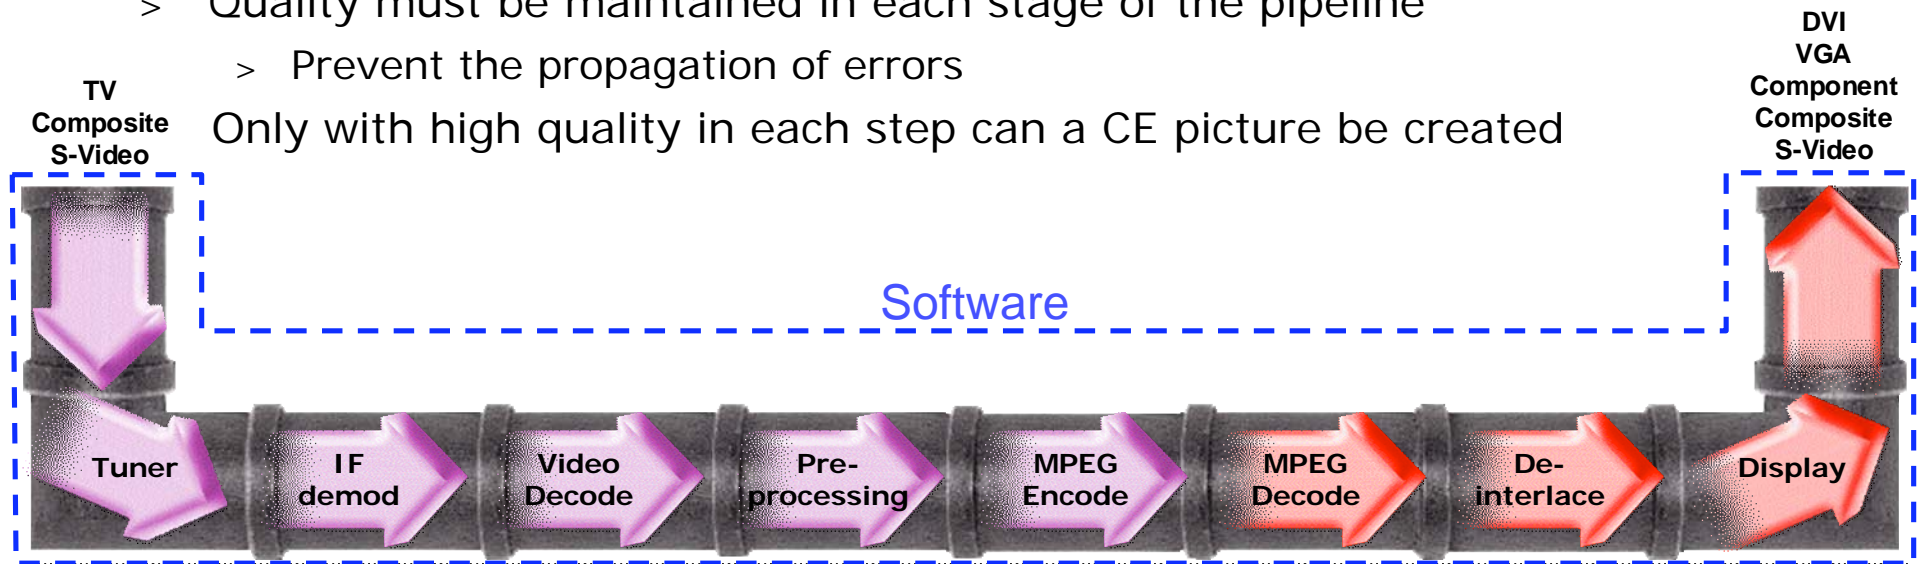 > Quality must be maintained in each stage of the pipeline
> Prevent the propagation of errors
Only with high quality in each step can a CE picture be created
TV
Composite
S-Video
DVI
VGA
Component
Composite
S-Video
Software
Tuner
IF
demod
Video
Decode
Pre-
processing
MPEG
Encode
MPEG
Decode
De-
interlace
Display